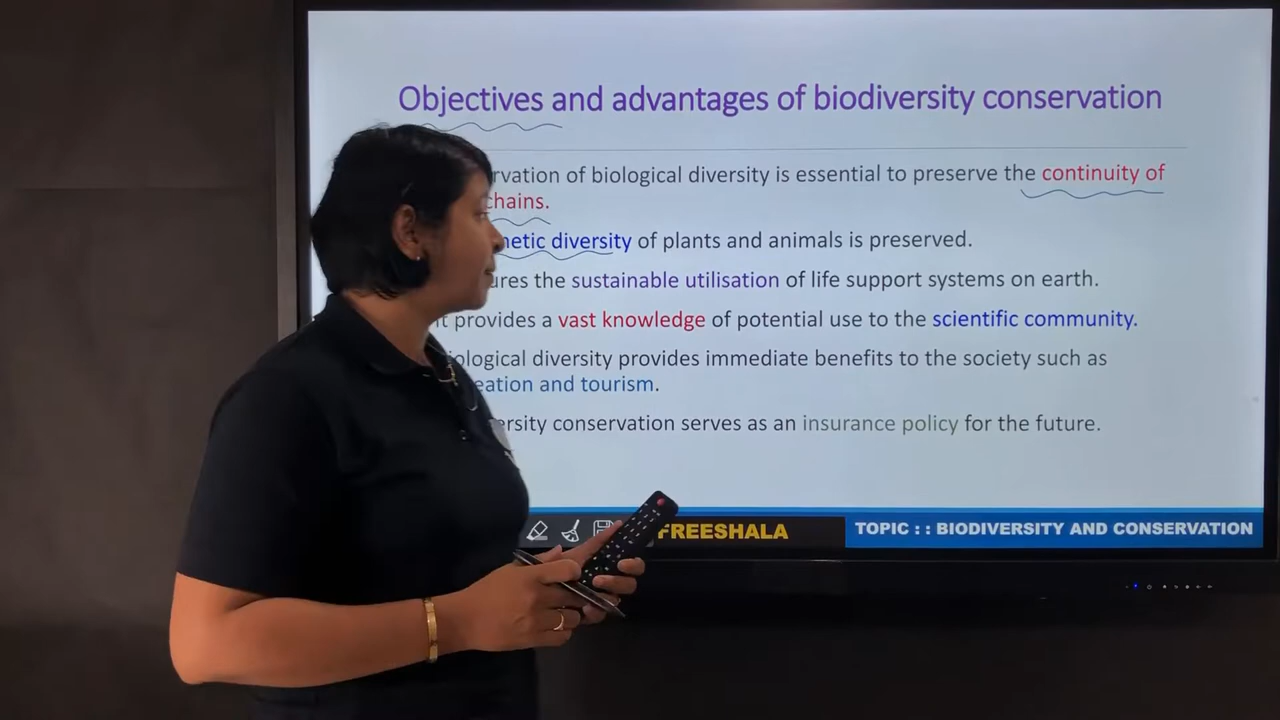 Objectives and advantages of biodiversity conservation
rvation of biological diversity is essential to preserve the continuity of
chains.
netic diversity of plants and animals is preserved.
ures the sustainable utilisation of life support systems on earth.
t provides a vast knowledge of potential use to the scientific community.
iological diversity provides immediate benefits to the society such as
eation and tourism.
ersity conservation serves as an insurance policy for the future.
FREESHALA
TOPIC : : BIODIVERSITY AND CONSERVATION